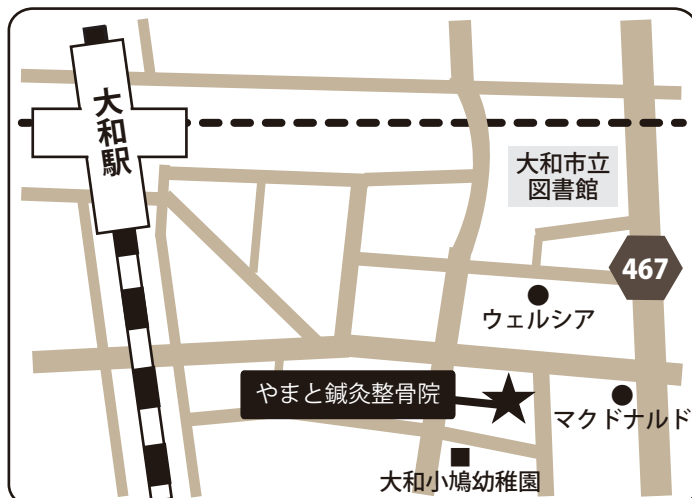 大和駅
大和市立
図書館
467
ウェルシア
やまと鍼灸整骨院
マクドナルド
大和小鳩幼稚園